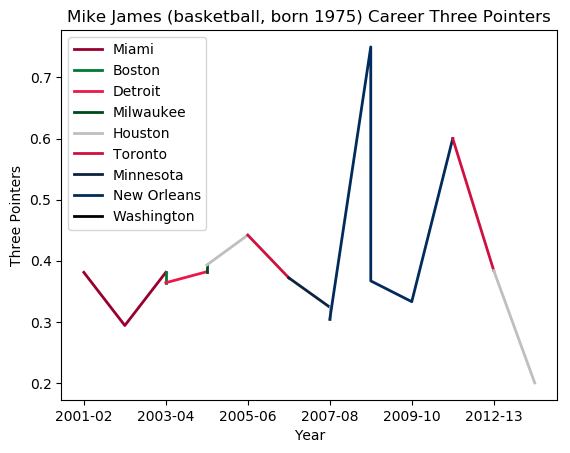 Mike James (basketball, born 1975) Career Three Pointers
Miami
Boston
Detroit
Milwaukee
Houston
Toronto
Minnesota
New Orleans
Washington
0.7
0.6
0.5
0.4
0.3
0.2
Three Pointers
2001-02 2003-04 2005-06 2007-08 2009-10 2012-13
Year